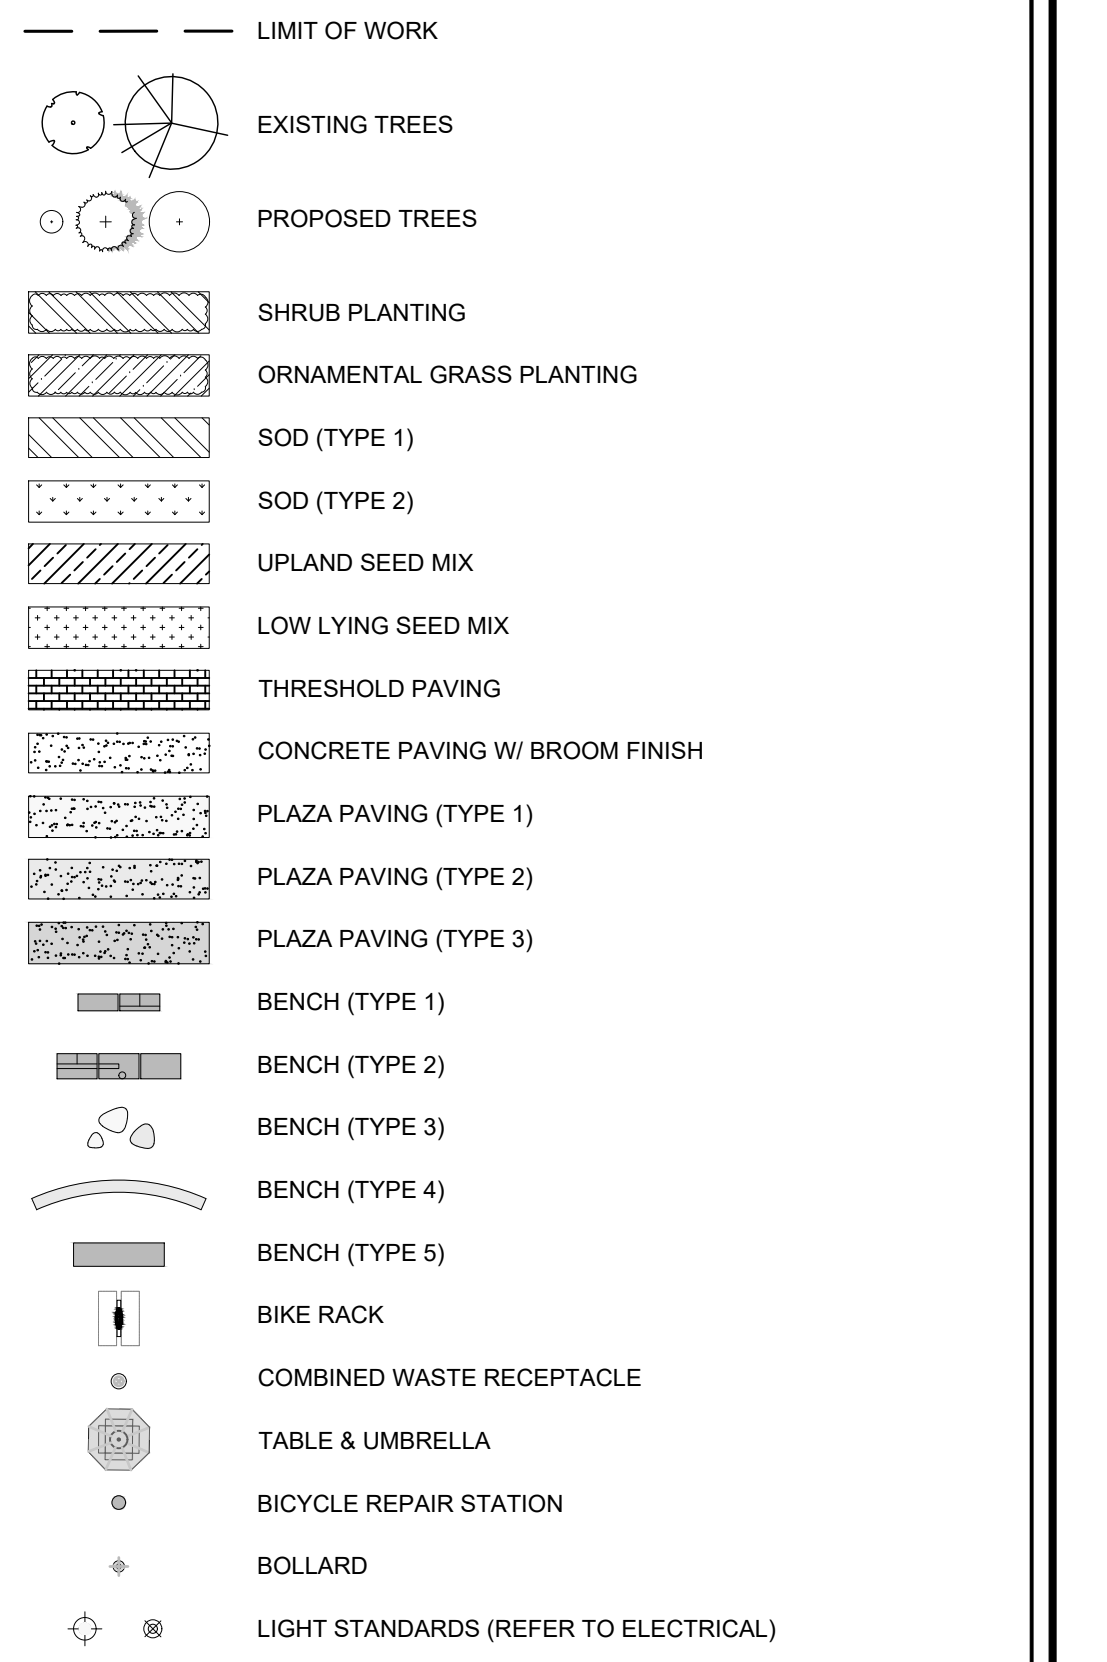 LIMIT OF WORK
EXISTING TREES
PROPOSED TREES
SHRUB PLANTING
ORNAMENTAL GRASS PLANTING
SOD (TYPE 1)
SOD (TYPE 2)
UPLAND SEED MIX
LOW LYING SEED MIX
THRESHOLD PAVING
CONCRETE PAVING W/ BROOM FINISH
PLAZA PAVING (TYPE 1)
PLAZA PAVING (TYPE 2)
PLAZA PAVING (TYPE 3)
BENCH (TYPE 1)
BENCH (TYPE 2)
BENCH (TYPE 3)
BENCH (TYPE 4)
BENCH (TYPE 5)
BIKE RACK
COMBINED WASTE RECEPTACLE
TABLE & UMBRELLA
BICYCLE REPAIR STATION
BOLLARD
LIGHT STANDARDS (REFER TO ELECTRICAL)